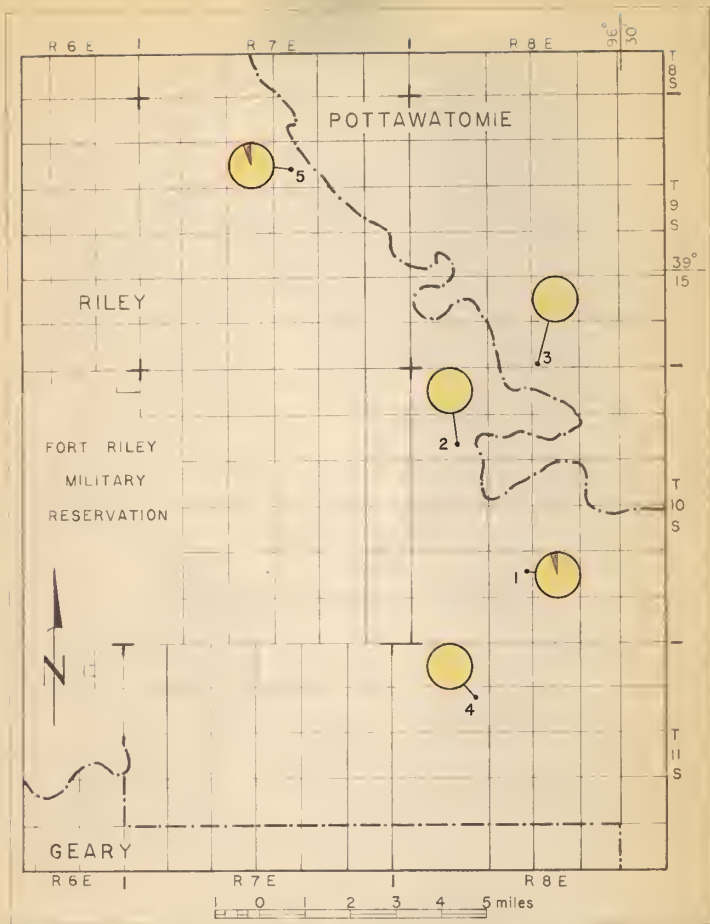 R 6 E I R 7 E I R 8 E 96° 30'
T 8 S
POTTAWATOMIE
5
T 9 S
39° 15
RILEY
3
2
FORT RILEY
MILITARY
RESERVATION
T 10 S
1
N
4
T 11 S
GEARY
R 6 E I R 7 E I R 8 E
1 0 1 2 3 4 5 miles